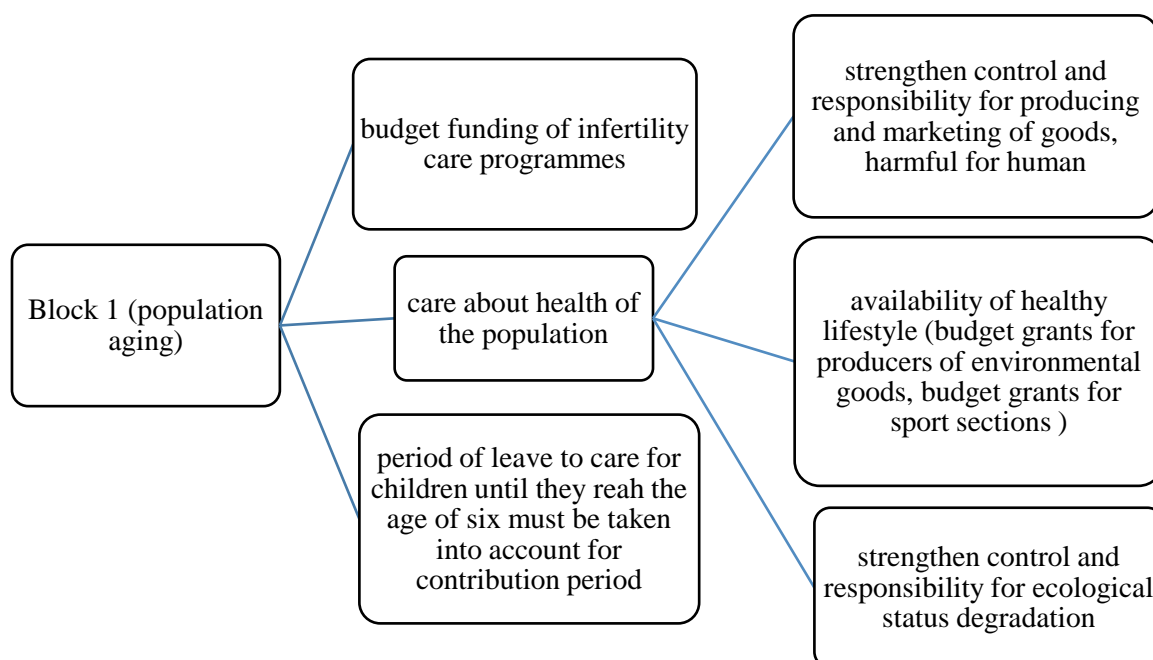 Block 1 (population
aging)
budget funding of infertility
care programmes
care about health of
the population
period of leave to care for
children until they reah the
age of six must be taken
into account for
contribution period
strengthen control and
responsibility for producing
and marketing of goods,
harmful for human
availability of healthy
lifestyle (budget grants for
producers of environmental
goods, budget grants for
sport sections )
strengthen control and
responsibility for ecological
status degradation